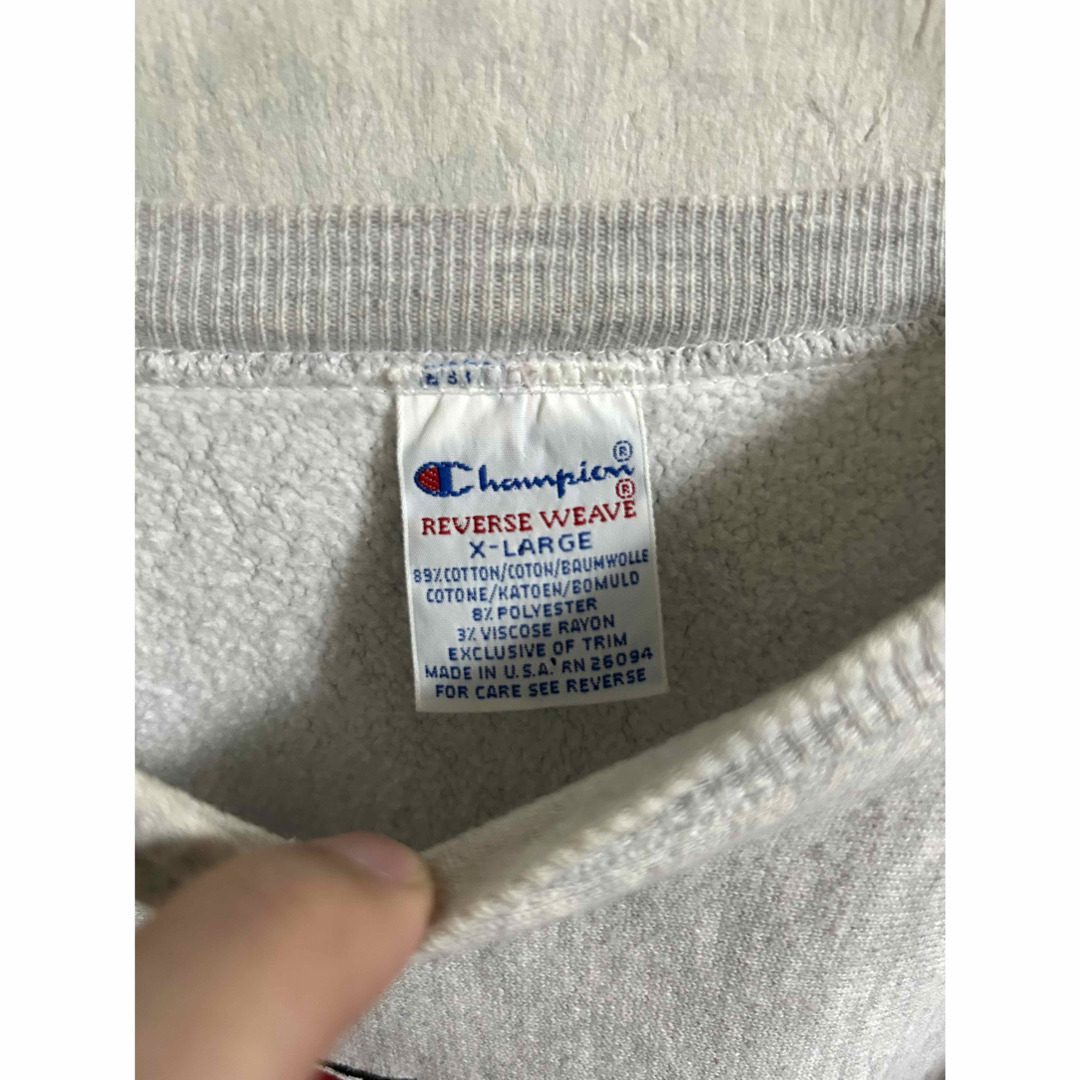 Champion®
REVERSE WEAVE®
X-LARGE
89% COTTON/COTON/BAUMWOLLE
COTONE/KATOEN/BOMULD
8% POLYESTER
3% VISCOSE RAYON
EXCLUSIVE OF TRIM
MADE IN U.S.A. RN 26094
FOR CARE SEE REVERSE